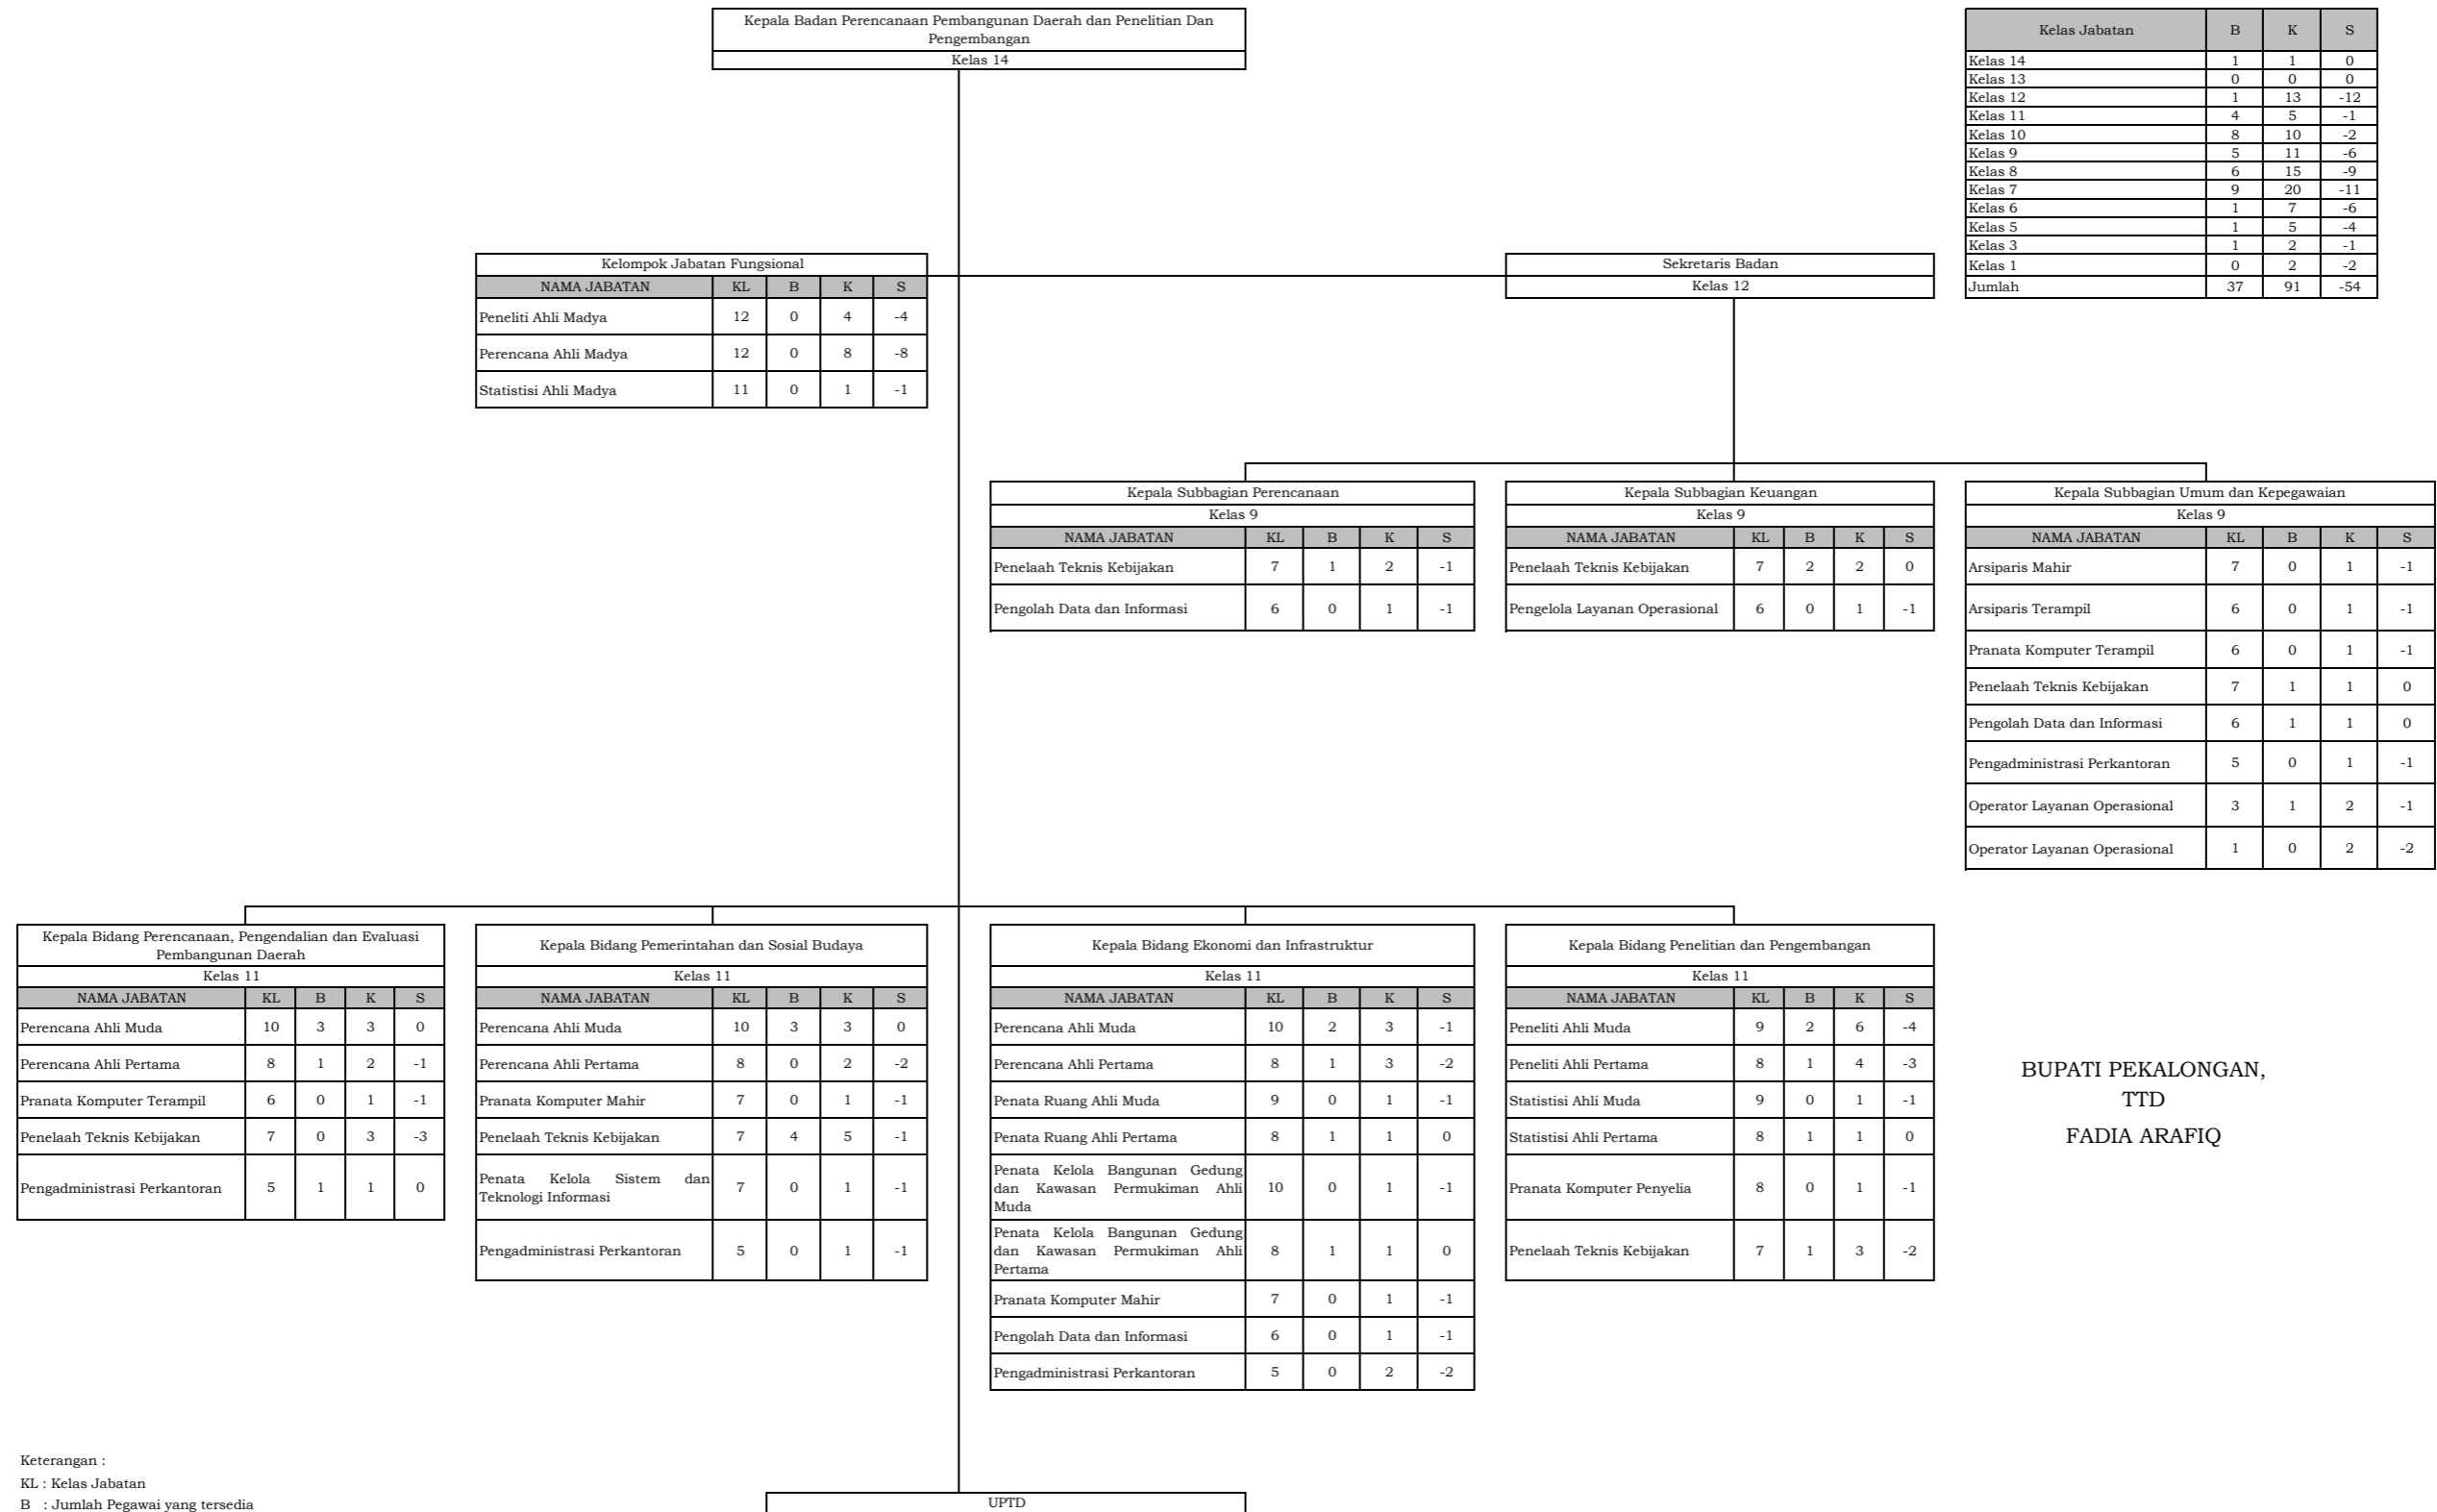 Kepala Badan Perencanaan Pembangunan Daerah dan Penelitian Dan
Pengembangan
Kelas 14
Kelas Jabatan B K S
Kelas 14 1 1 0
Kelas 13 0 0 0
Kelas 12 1 13 -12
Kelas 11 4 5 -1
Kelas 10 8 10 -2
Kelas 9 5 11 -6
Kelas 8 6 15 -9
Kelas 7 9 20 -11
Kelas 6 1 7 -6
Kelas 5 1 5 -4
Kelas 3 1 2 -1
Kelas 1 0 2 -2
Jumlah 37 91 -54
Kelompok Jabatan Fungsional
NAMA JABATAN KL B K S
Peneliti Ahli Madya 12 0 4 -4
Perencana Ahli Madya 12 0 8 -8
Statistisi Ahli Madya 11 0 1 -1
Sekretaris Badan
Kelas 12
Kepala Subbagian Perencanaan
Kelas 9
NAMA JABATAN KL B K S
Penelaah Teknis Kebijakan 7 1 2 -1
Pengolah Data dan Informasi 6 0 1 -1
Kepala Subbagian Keuangan
Kelas 9
NAMA JABATAN KL B K S
Penelaah Teknis Kebijakan 7 2 2 0
Pengelola Layanan Operasional 6 0 1 -1
Kepala Subbagian Umum dan Kepegawaian
Kelas 9
NAMA JABATAN KL B K S
Arsiparis Mahir 7 0 1 -1
Arsiparis Terampil 6 0 1 -1
Pranata Komputer Terampil 6 0 1 -1
Penelaah Teknis Kebijakan 7 1 1 0
Pengolah Data dan Informasi 6 1 1 0
Pengadministrasi Perkantoran 5 0 1 -1
Operator Layanan Operasional 3 1 2 -1
Operator Layanan Operasional 1 0 2 -2
Kepala Bidang Perencanaan, Pengendalian dan Evaluasi
Pembangunan Daerah
Kelas 11
NAMA JABATAN KL B K S
Perencana Ahli Muda 10 3 3 0
Perencana Ahli Pertama 8 1 2 -1
Pranata Komputer Terampil 6 0 1 -1
Penelaah Teknis Kebijakan 7 0 3 -3
Pengadministrasi Perkantoran 5 1 1 0
Kepala Bidang Pemerintahan dan Sosial Budaya
Kelas 11
NAMA JABATAN KL B K S
Perencana Ahli Muda 10 3 3 0
Perencana Ahli Pertama 8 0 2 -2
Pranata Komputer Mahir 7 0 1 -1
Penelaah Teknis Kebijakan 7 4 5 -1
Penata Kelola Sistem dan
Teknologi Informasi 7 0 1 -1
Pengadministrasi Perkantoran 5 0 1 -1
Kepala Bidang Ekonomi dan Infrastruktur
Kelas 11
NAMA JABATAN KL B K S
Perencana Ahli Muda 10 2 3 -1
Perencana Ahli Pertama 8 1 3 -2
Penata Ruang Ahli Muda 9 0 1 -1
Penata Ruang Ahli Pertama 8 1 1 0
Penata Kelola Bangunan Gedung
dan Kawasan Permukiman Ahli 10 0 1 -1
Muda
Penata Kelola Bangunan Gedung
dan Kawasan Permukiman Ahli 8 1 1 0
Pertama
Pranata Komputer Mahir 7 0 1 -1
Pengolah Data dan Informasi 6 0 1 -1
Pengadministrasi Perkantoran 5 0 2 -2
Kepala Bidang Penelitian dan Pengembangan
Kelas 11
NAMA JABATAN KL B K S
Peneliti Ahli Muda 9 2 6 -4
Peneliti Ahli Pertama 8 1 4 -3
Statistisi Ahli Muda 9 0 1 -1
Statistisi Ahli Pertama 8 1 1 0
Pranata Komputer Penyelia 8 0 1 -1
Penelaah Teknis Kebijakan 7 1 3 -2
BUPATI PEKALONGAN,
TTD
FADIA ARAFIQ
Keterangan :
KL : Kelas Jabatan
B : Jumlah Pegawai yang tersedia
UPTD